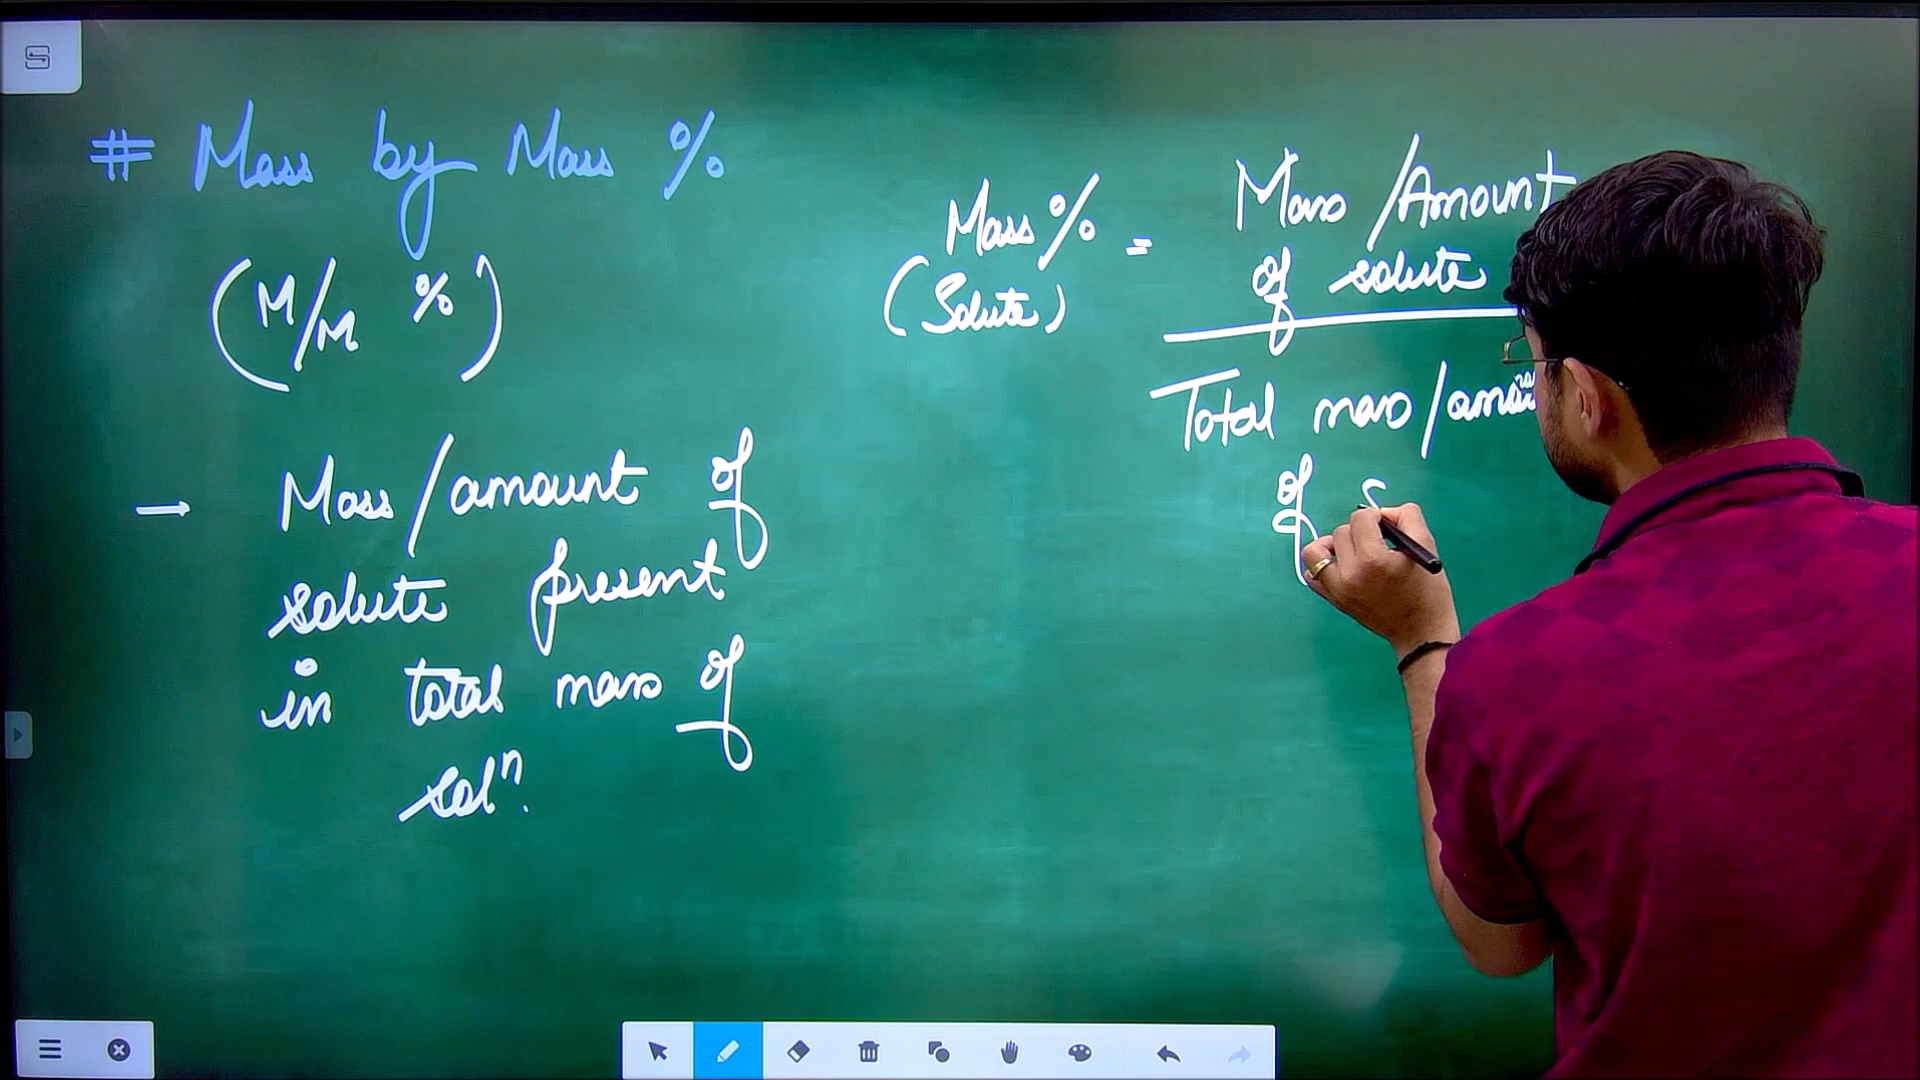 # Mass by Mass %
(M/M %)
→ Mass/amount of
solute present
in total mass of
solⁿ.
Mass % =
(Solute)
Mass /Amount
of solute
Total mass/
of S